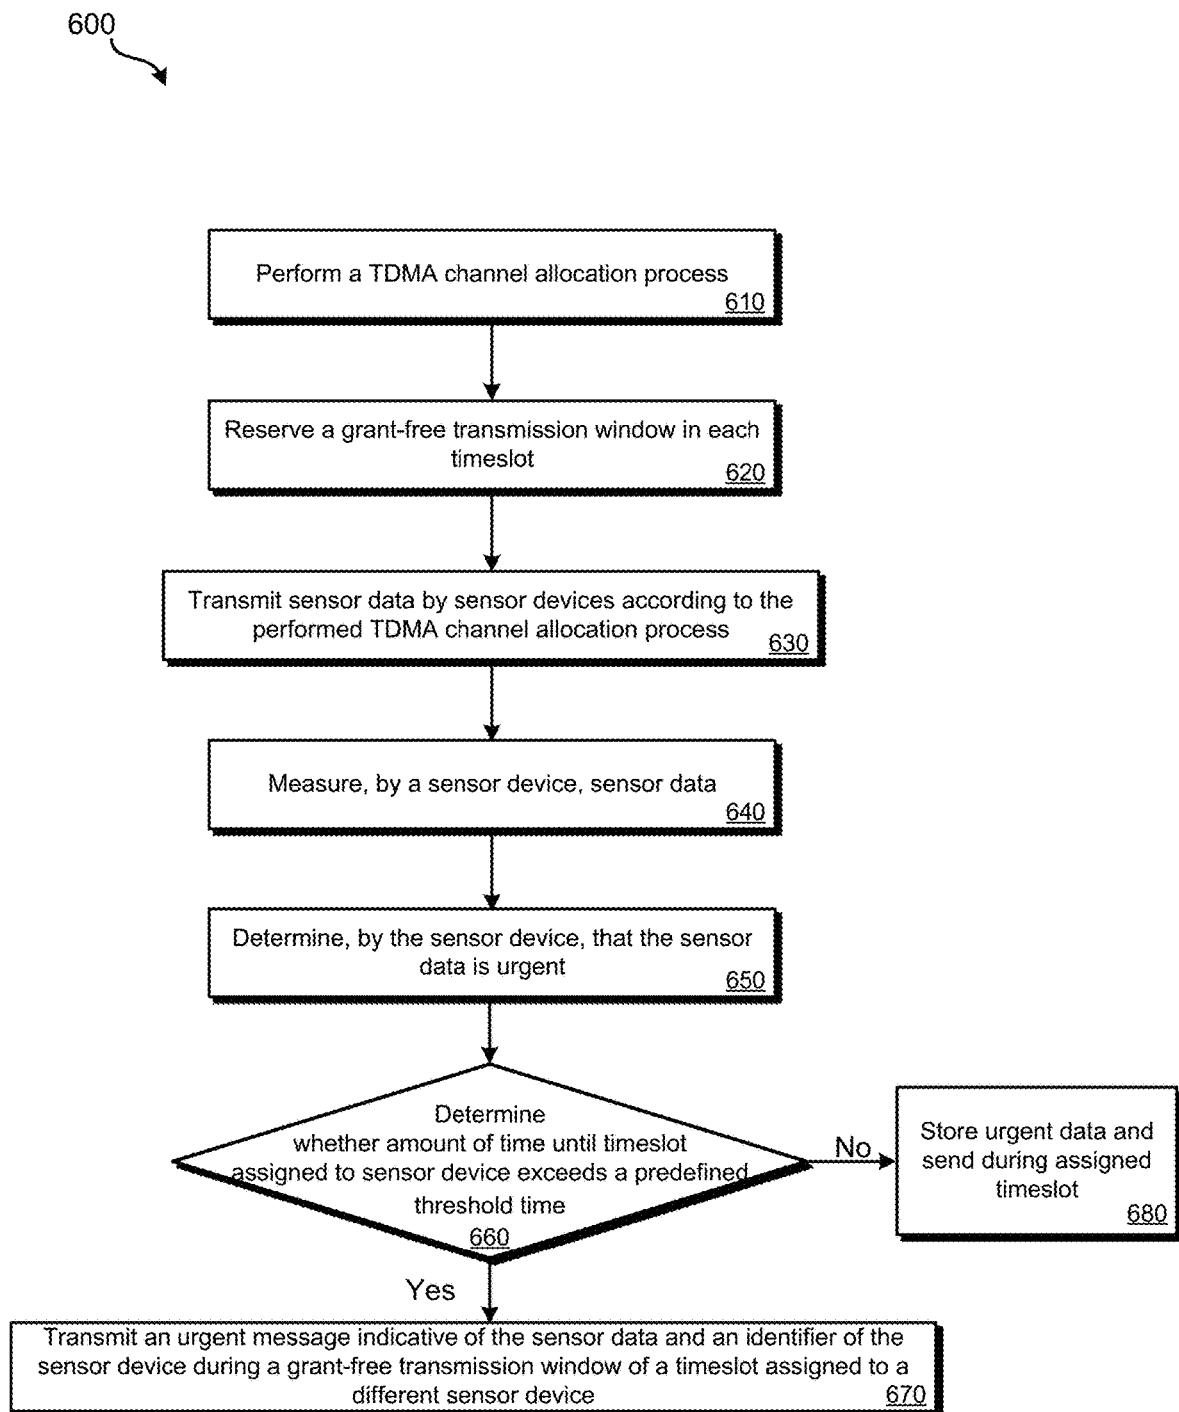 600
Perform a TDMA channel allocation process
610
Reserve a grant-free transmission window in each
timeslot
620
Transmit sensor data by sensor devices according to the
performed TDMA channel allocation process
630
Measure, by a sensor device, sensor data
640
Determine, by the sensor device, that the sensor
data is urgent
650
Determine
whether amount of time until timeslot
assigned to sensor device exceeds a predefined
threshold time
660
No
Store urgent data and
send during assigned
timeslot
680
Yes
Transmit an urgent message indicative of the sensor data and an identifier of the
sensor device during a grant-free transmission window of a timeslot assigned to a
different sensor device
670